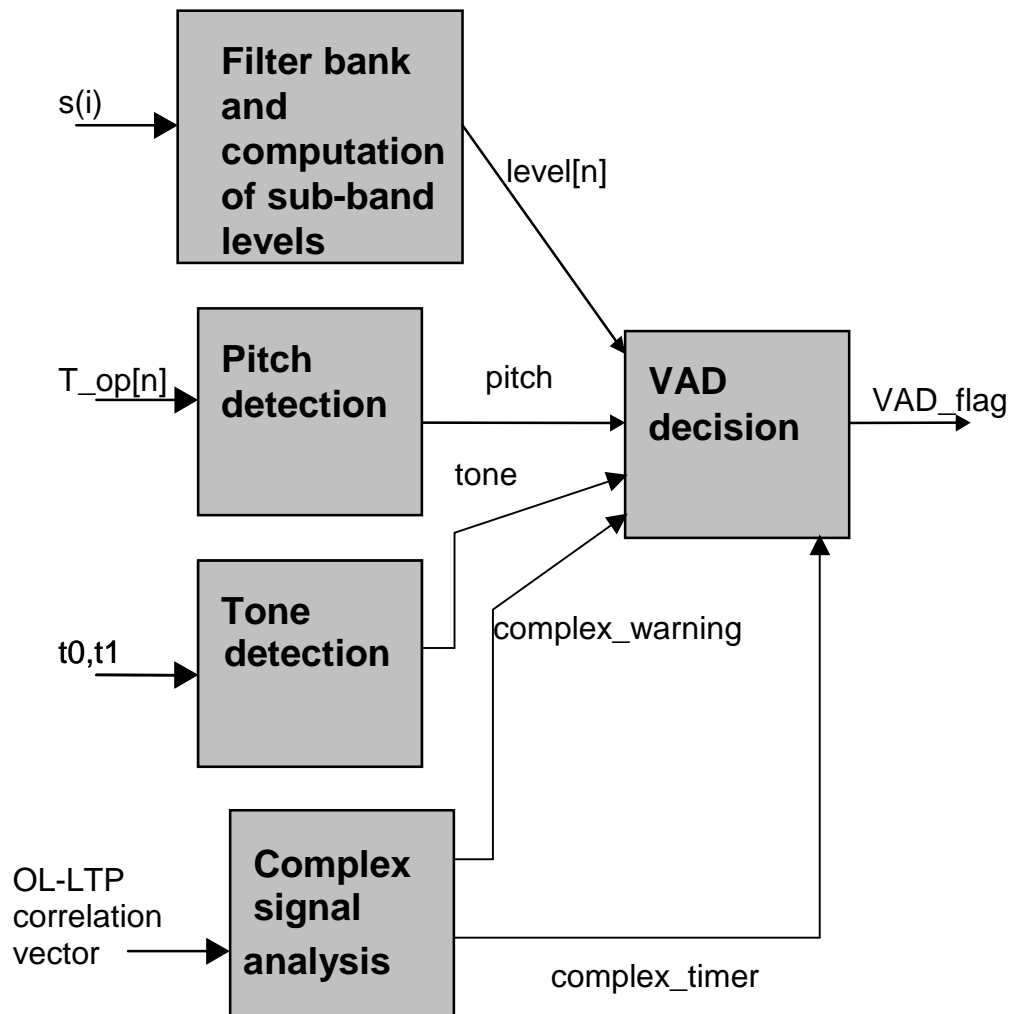 s(i)
Filter bank
and
computation
of sub-band
levels
level[n]
T_op[n]
Pitch
detection
pitch
VAD
decision
VAD_flag
tone
t0,t1
Tone
detection
complex_warning
OL-LTP
correlation
vector
Complex
signal
analysis
complex_timer